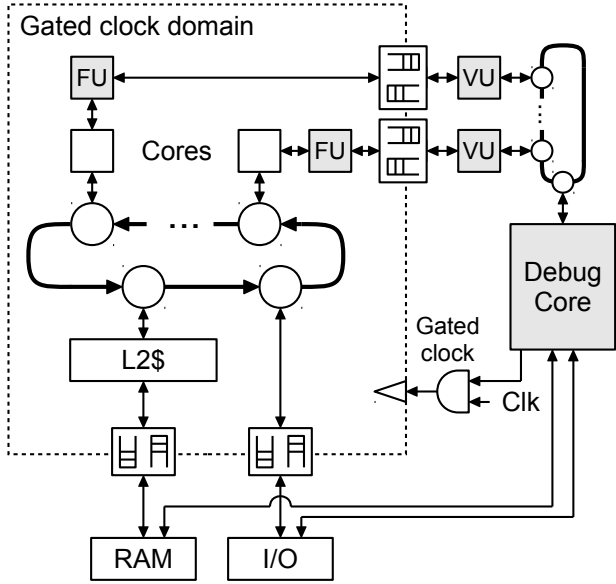 Gated clock domain
FU
VU
Cores
FU
VU
Debug
Core
Gated
clock
L2$
Clk
RAM
I/O
...